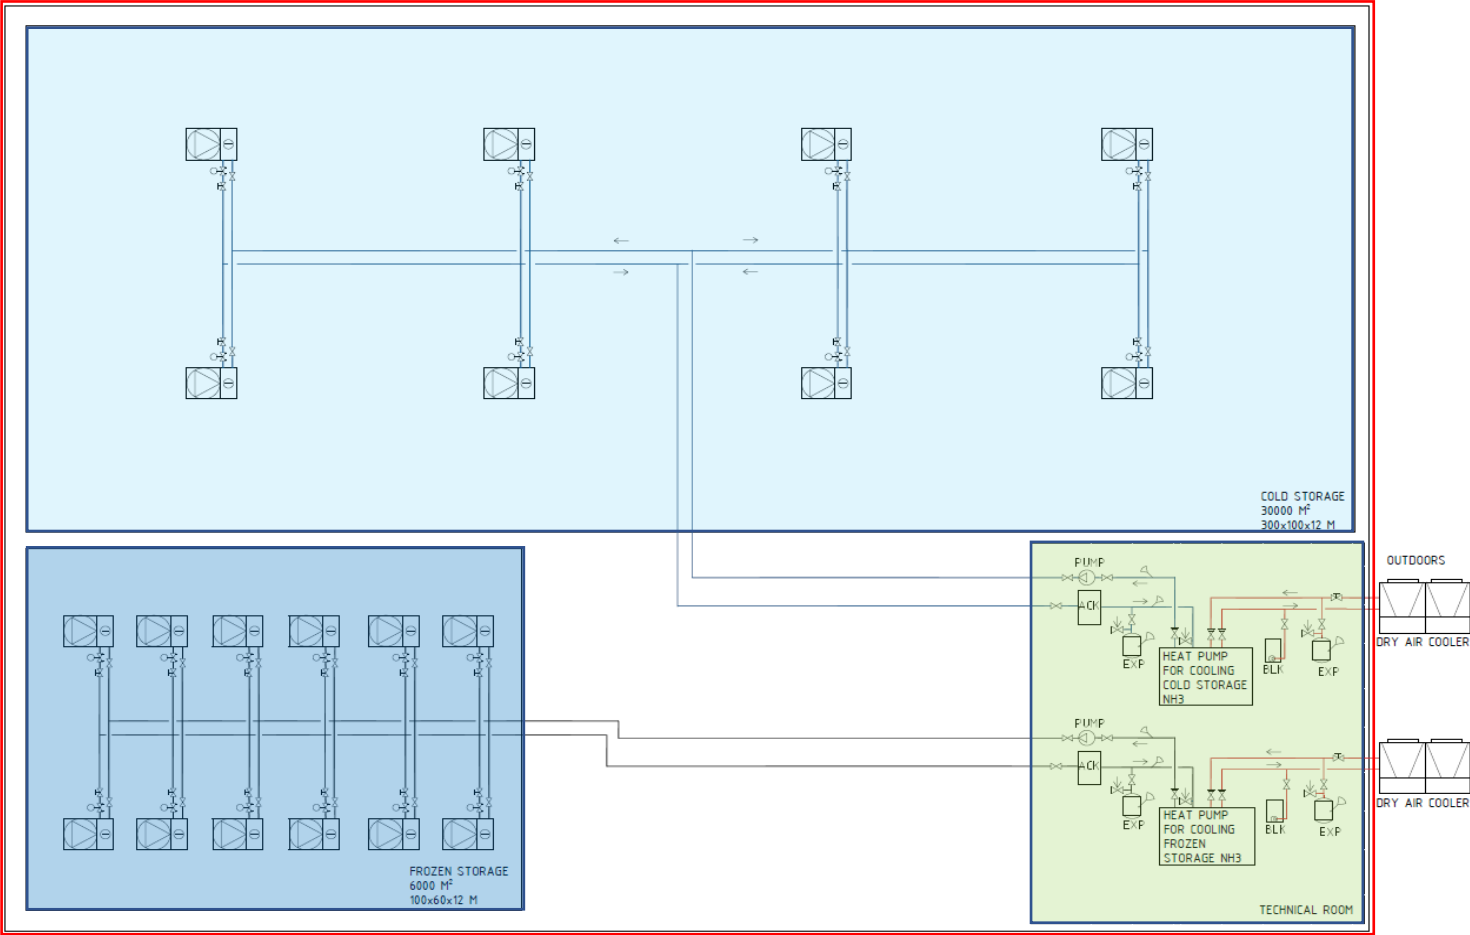 COLD STORAGE
30000 M²
300x100x12 M
OUTDOORS
PUMP
ACK
DRY AIR COOLER
EXP
HEAT PUMP
FOR COOLING
COLD STORAGE
NH3
BLK
EXP
PUMP
ACK
DRY AIR COOLER
EXP
HEAT PUMP
FOR COOLING
FROZEN
STORAGE NH3
BLK
EXP
FROZEN STORAGE
6000 M²
100x60x12 M
TECHNICAL ROOM